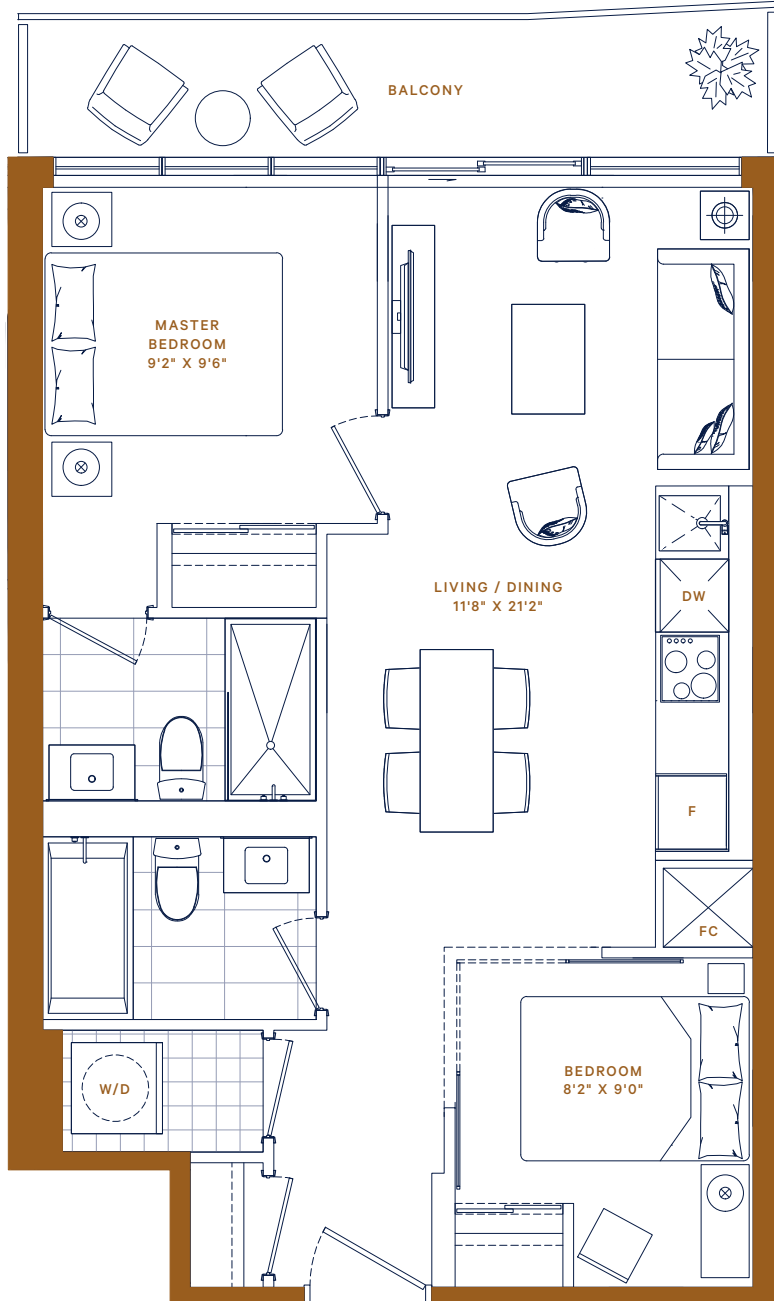 BALCONY
MASTER
BEDROOM
9'2" X 9'6"
LIVING / DINING
11'8" X 21'2"
DW
F
FC
BEDROOM
8'2" X 9'0"
W/D